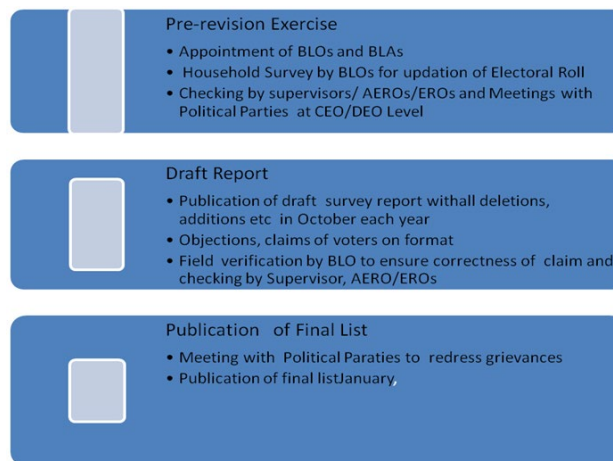 Pre-revision Exercise
• Appointment of BLOs and BLAs
• Household Survey by BLOs for updation of Electoral Roll
• Checking by supervisors/ AEROs/EROs and Meetings with
Political Parties at CEO/DEO Level
Draft Report
• Publication of draft survey report withall deletions,
additions etc in October each year
• Objections, claims of voters on format
• Field verification by BLO to ensure correctness of claim and
checking by Supervisor, AERO/EROs
Publication of Final List
• Meeting with Political Paraties to redress grievances
• Publication of final listJanuary,